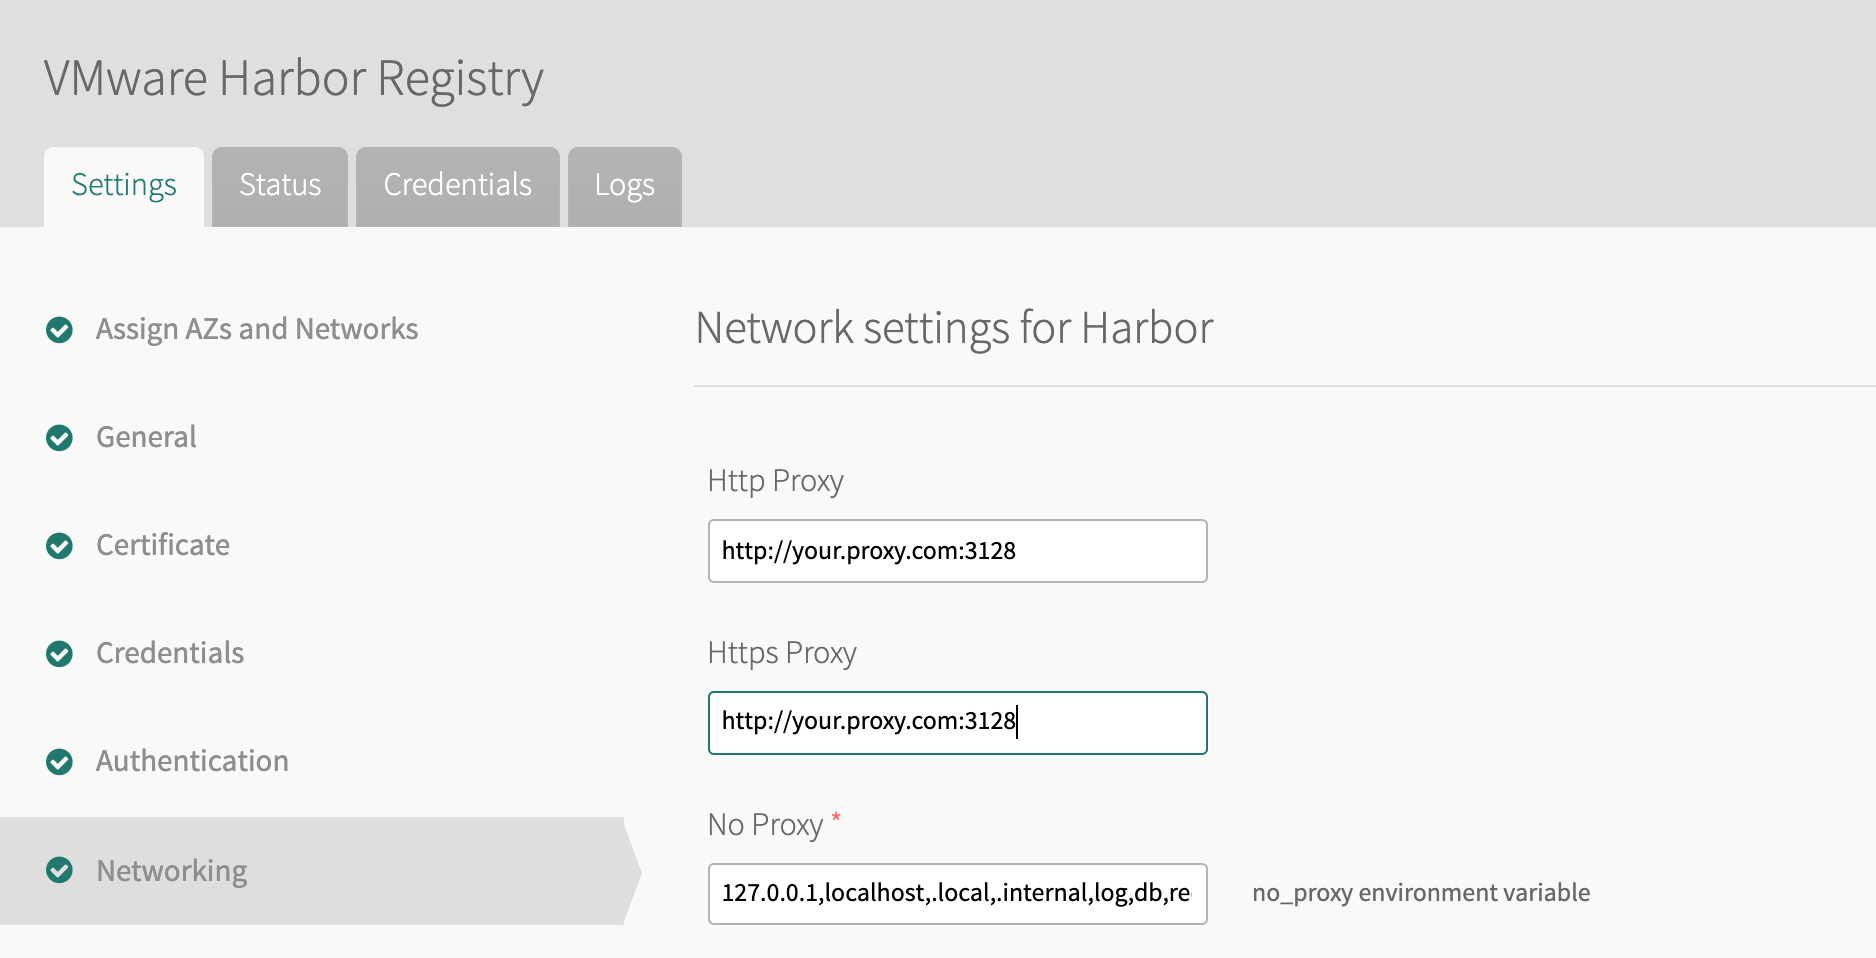 VMware Harbor Registry
Settings Status Credentials Logs
Assign AZs and Networks
General
Certificate
Credentials
Authentication
Networking
Network settings for Harbor
Http Proxy
http://your.proxy.com:3128
Https Proxy
http://your.proxy.com:3128
No Proxy *
127.0.0.1,localhost,.local,.internal,log,db,re
no_proxy environment variable